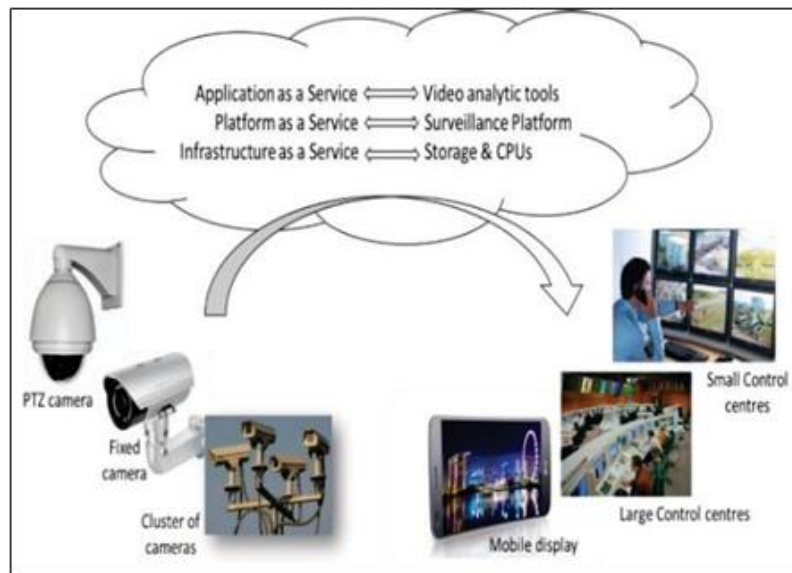 Application as a Service
Video analytic tools
Platform as a Service
Surveillance Platform
Infrastructure as a Service
Storage & CPUs
PTZ camera
Fixed
camera
Cluster of
cameras
Mobile display
Small Control
centres
Large Control centres